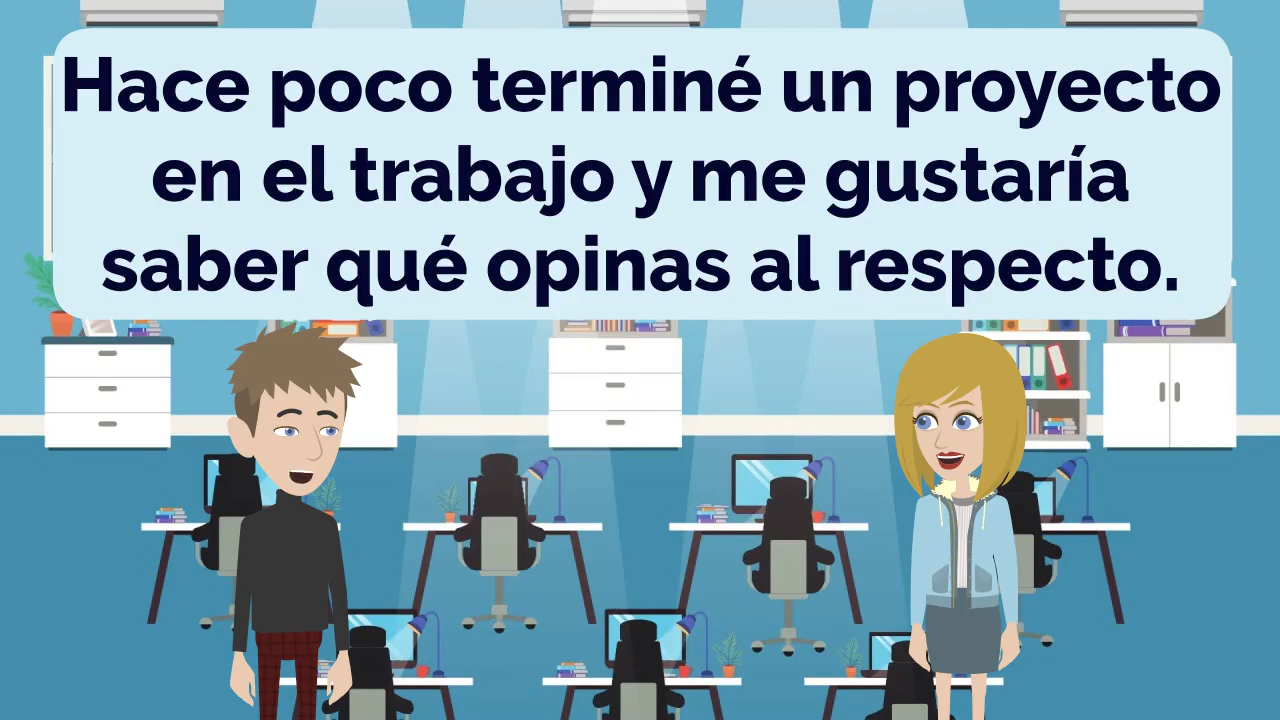 Hace poco terminé un proyecto
en el trabajo y me gustaría
saber qué opinas al respecto.